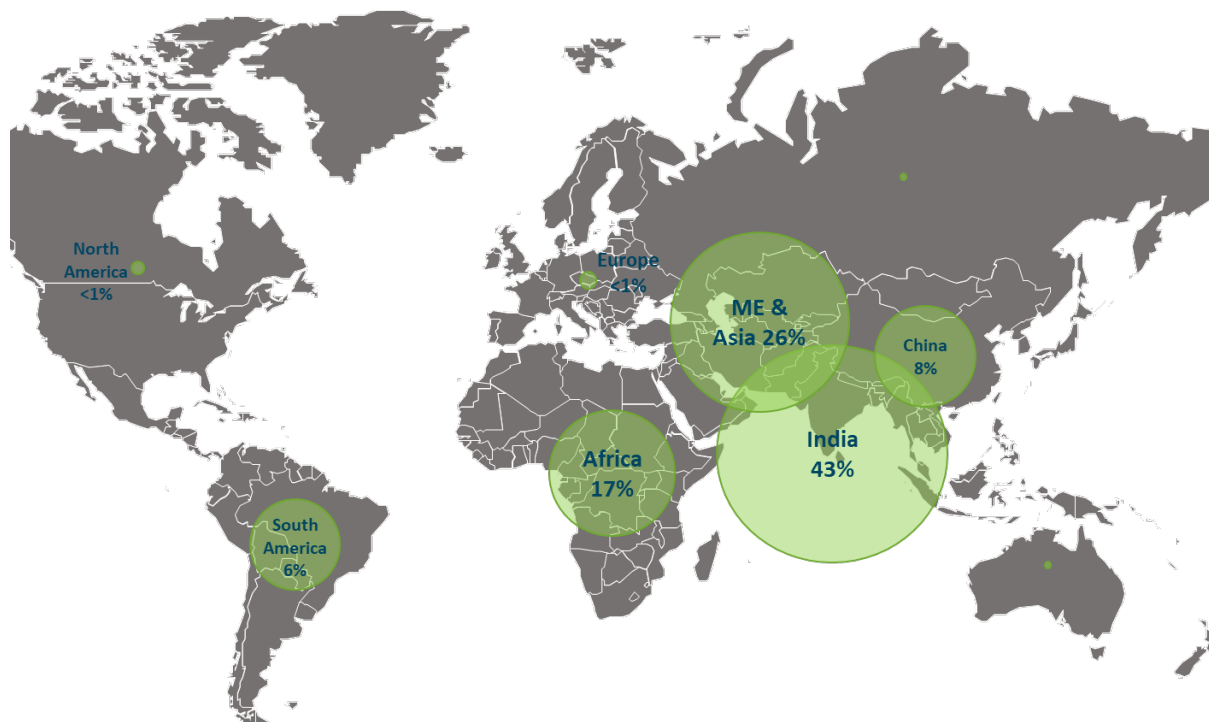 North
America
<1%
Europe
<1%
ME &
Asia 26%
China
8%
India
43%
Africa
17%
South
America
6%